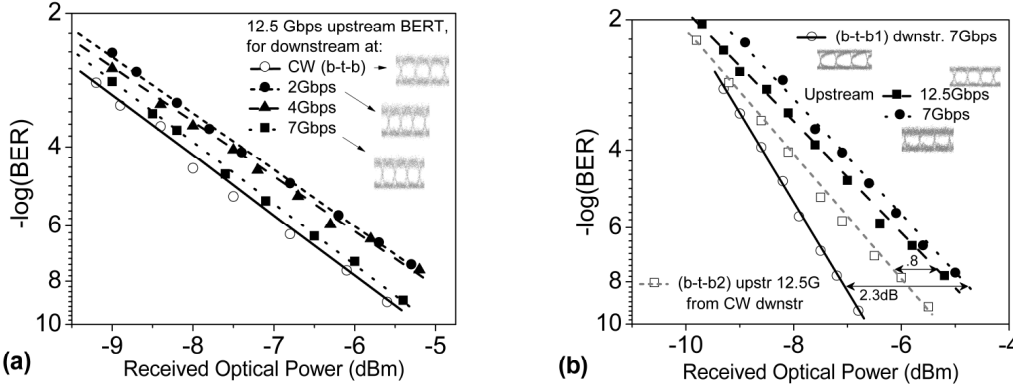 12.5 Gbps upstream BERT,
for downstream at:
CW (b-t-b)
2Gbps
4Gbps
7Gbps
2
4
6
8
10
-log(BER)
-9
-8
-7
-6
-5
Received Optical Power (dBm)
(a)
(b-t-b1) dwnstr. 7Gbps
Upstream
12.5Gbps
7Gbps
.8
2.3dB
(b-t-b2) upstr 12.5G
from CW dwnstr
2
4
6
8
10
-log(BER)
-10
-8
-6
-4
Received Optical Power (dBm)
(b)